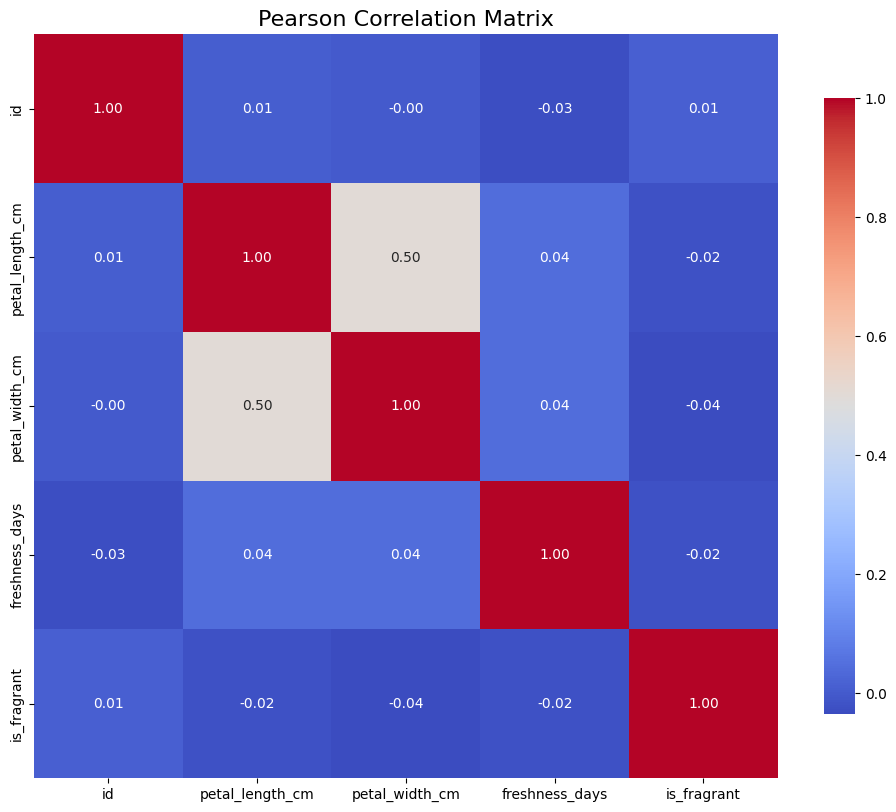 Pearson Correlation Matrix
id 1.00 0.01 -0.00 -0.03 0.01
petal_length_cm 0.01 1.00 0.50 0.04 -0.02
petal_width_cm -0.00 0.50 1.00 0.04 -0.04
freshness_days -0.03 0.04 0.04 1.00 -0.02
is_fragrant 0.01 -0.02 -0.04 -0.02 1.00
id petal_length_cm petal_width_cm freshness_days is_fragrant
1.0
0.8
0.6
0.4
0.2
0.0